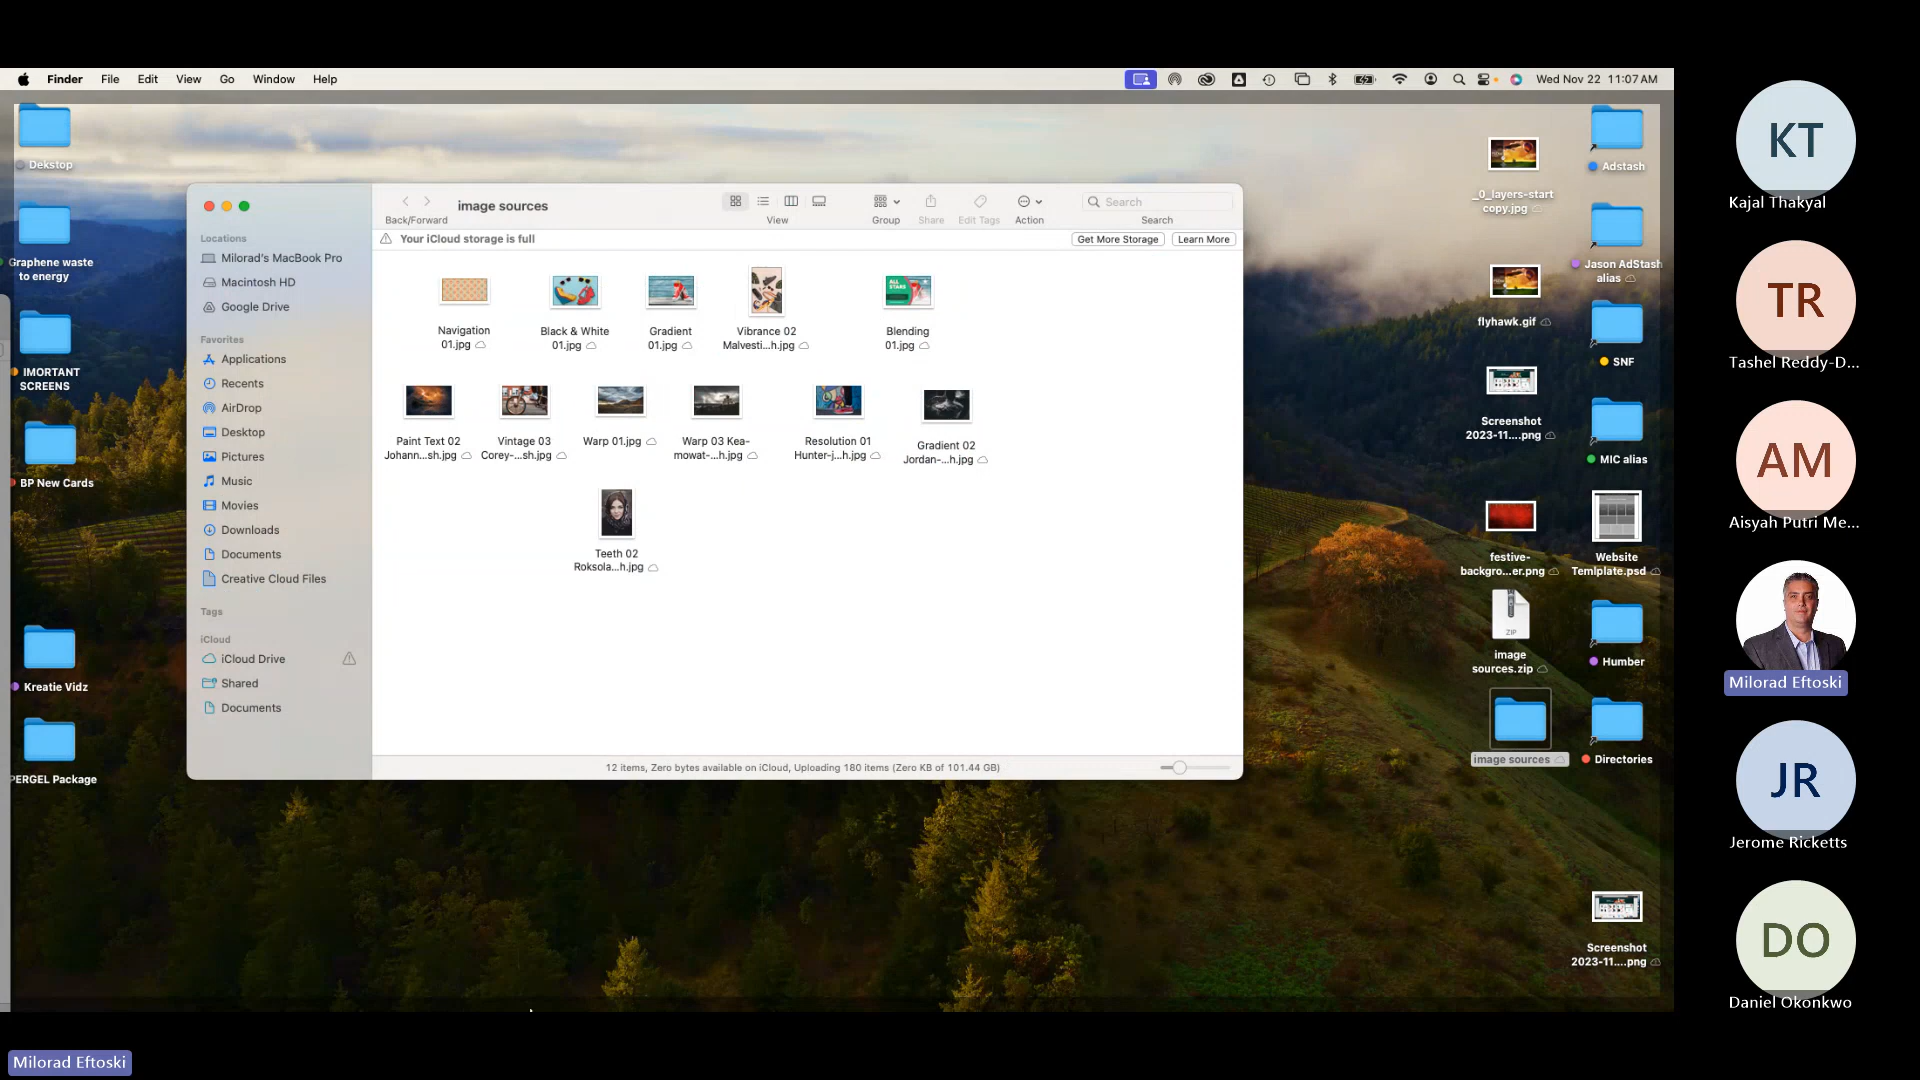 Finder File Edit View Go Window Help
Wed Nov 22 11:07 AM
Dekstop
Graphene waste
to energy
IMORTANT
SCREENS
BP New Cards
Kreatie Vidz
PERGEL Package
image sources
Back/Forward
View
Group
Share
Edit Tags
Action
Search
Search
Your iCloud storage is full
Get More Storage
Learn More
Locations
Milorad's MacBook Pro
Macintosh HD
Google Drive
Favorites
Applications
Recents
AirDrop
Desktop
Pictures
Music
Movies
Downloads
Documents
Creative Cloud Files
Tags
iCloud
iCloud Drive
Shared
Documents
Navigation
01.jpg
Black & White
01.jpg
Gradient
01.jpg
Vibrance 02
Malvesti...h.jpg
Blending
01.jpg
Paint Text 02
Johann...sh.jpg
Vintage 03
Corey-...sh.jpg
Warp 01.jpg
Warp 03 Kea-
mowat-...h.jpg
Resolution 01
Hunter-j...h.jpg
Gradient 02
Jordan-...h.jpg
Teeth 02
Roksola...h.jpg
12 items, Zero bytes available on iCloud, Uploading 180 items (Zero KB of 101.44 GB)
_0_layers-start
copy.jpg
flyhawk.gif
Screenshot
2023-11....png
festive-
backgro...er.png
ZIP
image
sources.zip
image sources
Adstash
Jason AdStash
alias
SNF
MIC alias
Website
Temlplate.psd
Humber
Directories
Screenshot
2023-11....png
KT
Kajal Thakyal
TR
Tashel Reddy-D...
AM
Aisyah Putri Me...
Milorad Eftoski
JR
Jerome Ricketts
DO
Daniel Okonkwo
Milorad Eftoski